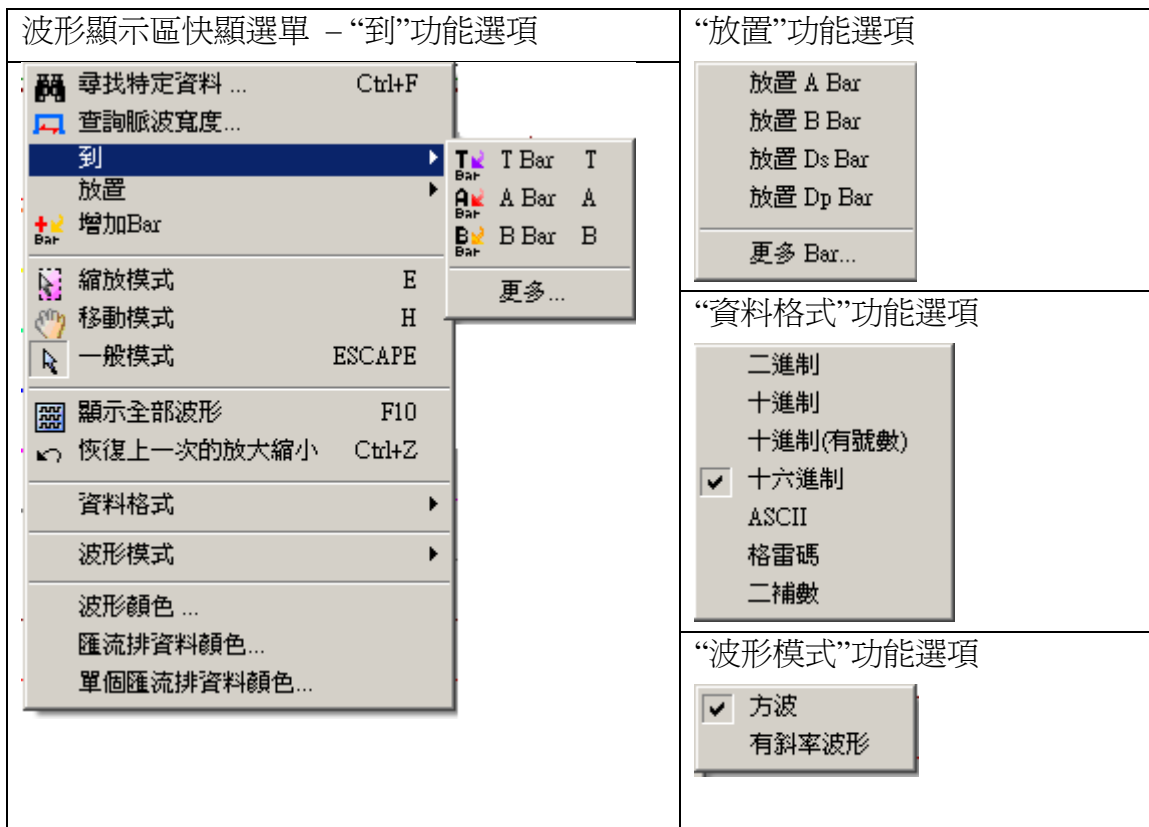 波形顯示區快顯選單 – “到”功能選項
尋找特定資料 ... Ctrl+F
查詢脈波寬度...
到
放置
增加Bar
縮放模式 E
移動模式 H
一般模式 ESCAPE
顯示全部波形 F10
恢復上一次的放大縮小 Ctrl+Z
資料格式
波形模式
波形顏色 ...
匯流排資料顏色...
單個匯流排資料顏色...
T Bar T Bar T
A Bar A Bar A
B Bar B Bar B
更多...
“放置”功能選項
放置 A Bar
放置 B Bar
放置 Ds Bar
放置 Dp Bar
更多 Bar...
“資料格式”功能選項
二進制
十進制
十進制(有號數)
十六進制
ASCII
格雷碼
二補數
“波形模式”功能選項
方波
有斜率波形